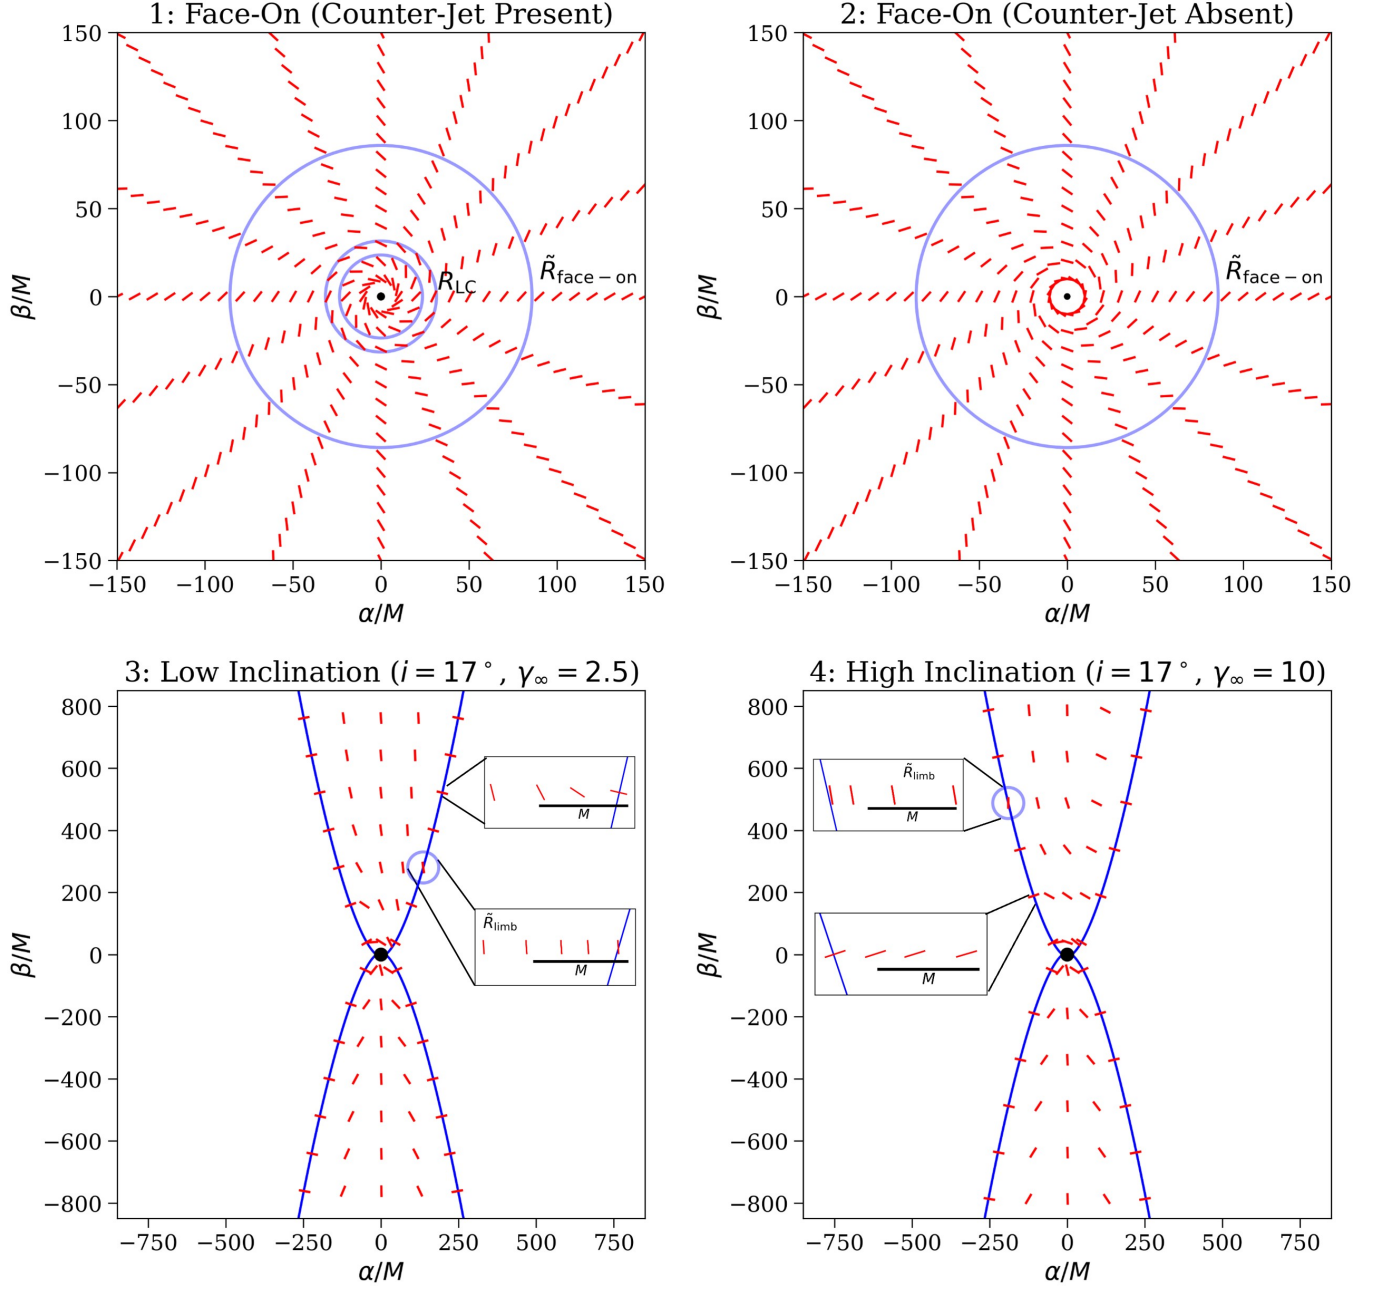 1: Face-On (Counter-Jet Present)
150
100
50
0
−50
−100
−150
−150
−100
−50
0
50
100
150
β/M
α/M
R_LC
R̃_face−on
2: Face-On (Counter-Jet Absent)
150
100
50
0
−50
−100
−150
−150
−100
−50
0
50
100
150
β/M
α/M
R̃_face−on
3: Low Inclination (i = 17°, γ∞ = 2.5)
800
600
400
200
0
−200
−400
−600
−800
−750
−500
−250
0
250
500
750
β/M
α/M
M
R̃_limb
M
4: High Inclination (i = 17°, γ∞ = 10)
800
600
400
200
0
−200
−400
−600
−800
−750
−500
−250
0
250
500
750
β/M
α/M
R̃_limb
M
M